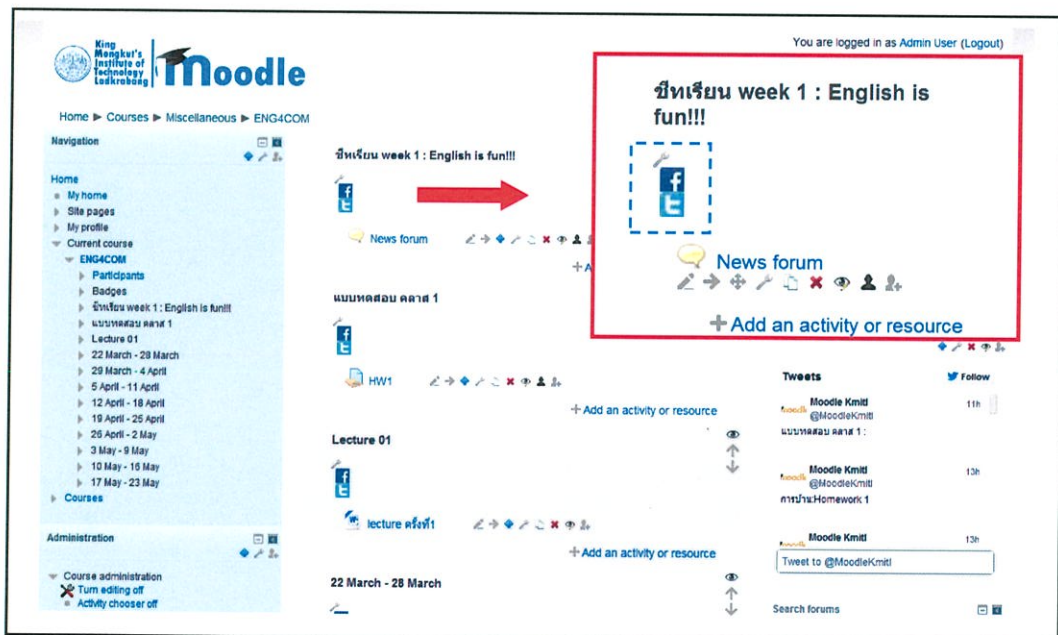 King
Mongkut's
Institute of
Technology
Ladkrabang
moodle
You are logged in as Admin User (Logout)
Home ► Courses ► Miscellaneous ► ENG4COM
Navigation
Home
My home
Site pages
My profile
Current course
ENG4COM
Participants
Badges
ชีทเรียน week 1 : English is fun!!!
แบบทดสอบ คลาส 1
Lecture 01
22 March - 28 March
29 March - 4 April
5 April - 11 April
12 April - 18 April
19 April - 25 April
26 April - 2 May
3 May - 9 May
10 May - 16 May
17 May - 23 May
Courses
Administration
Course administration
Turn editing off
Activity chooser off
ชีทเรียน week 1 : English is fun!!!
News forum
+A
แบบทดสอบ คลาส 1
HW1
+Add an activity or resource
Lecture 01
lecture ครั้งที่1
+Add an activity or resource
22 March - 28 March
ชีทเรียน week 1 : English is
fun!!!
News forum
+Add an activity or resource
Tweets
Follow
Moodle Kmitl 11h
@MoodleKmitl
แบบทดสอบ คลาส 1 :
Moodle Kmitl 13h
@MoodleKmitl
การบ้าน:Homework 1
Moodle Kmitl 13h
Tweet to @MoodleKmitl
Search forums